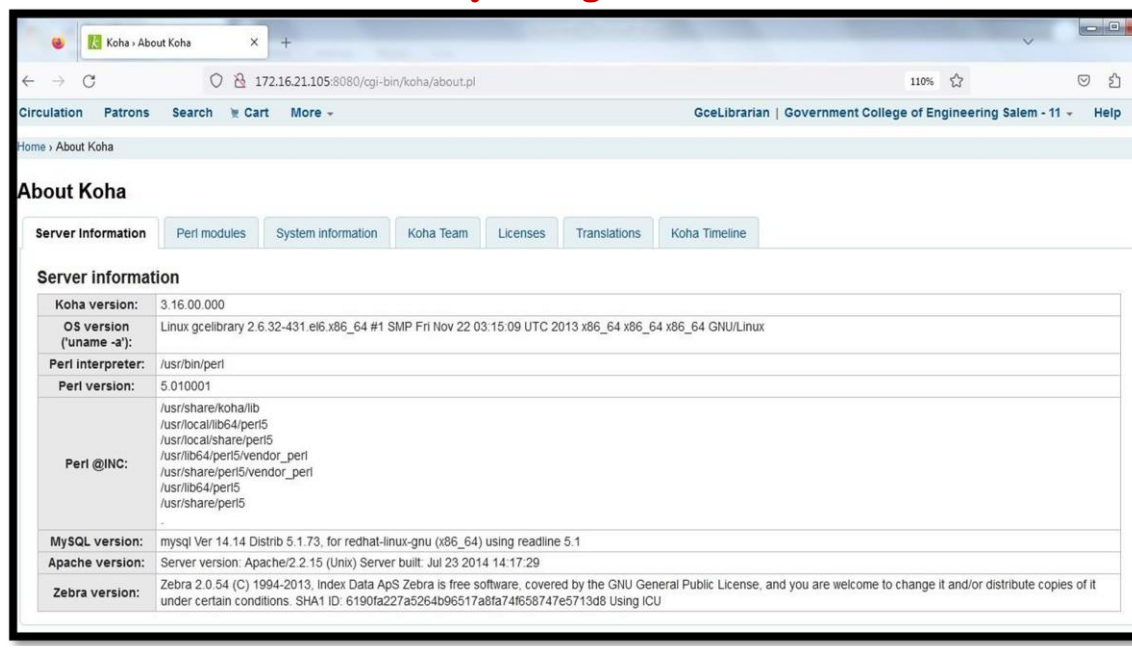 Koha › About Koha
172.16.21.105:8080/cgi-bin/koha/about.pl
110%
Circulation Patrons Search Cart More
GceLibrarian | Government College of Engineering Salem - 11 Help
Home › About Koha
About Koha
Server Information Perl modules System information Koha Team Licenses Translations Koha Timeline
Server information
Koha version: 3.16.00.000
OS version
('uname -a'): Linux gcelibrary 2.6.32-431.el6.x86_64 #1 SMP Fri Nov 22 03:15:09 UTC 2013 x86_64 x86_64 x86_64 GNU/Linux
Perl interpreter: /usr/bin/perl
Perl version: 5.010001
Perl @INC:
/usr/share/koha/lib
/usr/local/lib64/perl5
/usr/local/share/perl5
/usr/lib64/perl5/vendor_perl
/usr/share/perl5/vendor_perl
/usr/lib64/perl5
/usr/share/perl5
.
MySQL version: mysql Ver 14.14 Distrib 5.1.73, for redhat-linux-gnu (x86_64) using readline 5.1
Apache version: Server version: Apache/2.2.15 (Unix) Server built: Jul 23 2014 14:17:29
Zebra version: Zebra 2.0.54 (C) 1994-2013, Index Data ApS Zebra is free software, covered by the GNU General Public License, and you are welcome to change it and/or distribute copies of it
under certain conditions. SHA1 ID: 6190fa227a5264b96517a8fa74f658747e5713d8 Using ICU